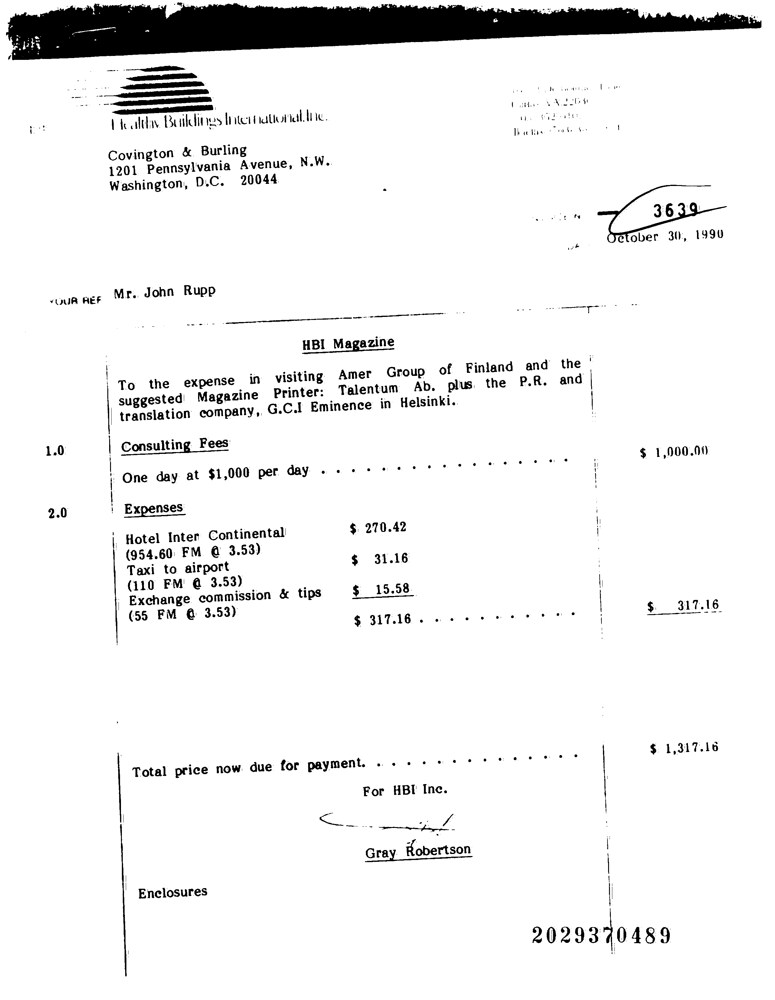 Healthy Buildings International, Inc.
Covington & Burling
1201 Pennsylvania Avenue, N.W.
Washington, D.C. 20044
3639
October 30, 1990
YOUR REF Mr. John Rupp
HBI Magazine
To the expense in visiting Amer Group of Finland and the
suggested Magazine Printer: Talentum Ab. plus the P.R. and
translation company, G.C.I Eminence in Helsinki.
1.0 Consulting Fees
One day at $1,000 per day . . . . . . . . . . . . . . . . . $ 1,000.00
2.0 Expenses
Hotel Inter Continental $ 270.42
(954.60 FM @ 3.53)
Taxi to airport $ 31.16
(110 FM @ 3.53)
Exchange commission & tips $ 15.58
(55 FM @ 3.53)
$ 317.16 . . . . . . . . . . . $ 317.16
Total price now due for payment. . . . . . . . . . . . . . . $ 1,317.16
For HBI Inc.
Gray Robertson
Enclosures
2029370489